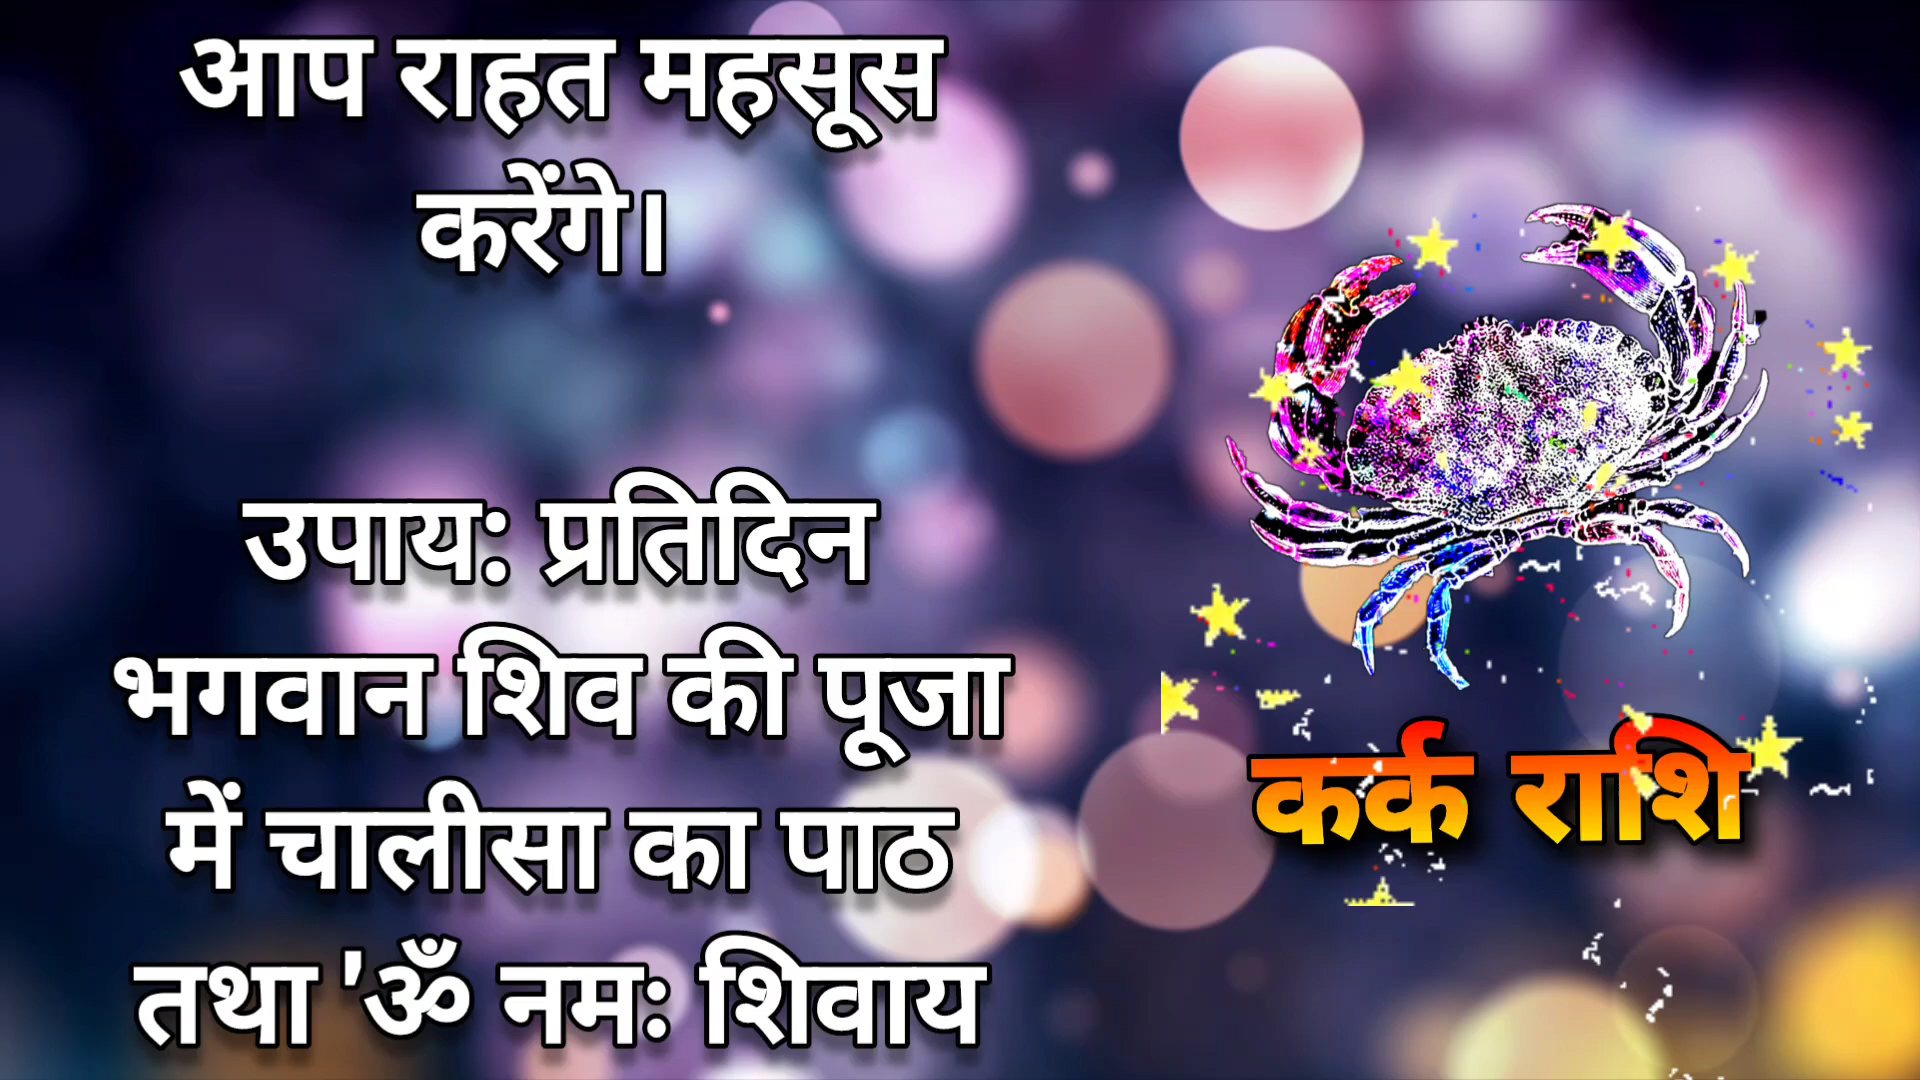 आप राहत महसूस
करेंगे।
उपाय: प्रतिदिन
भगवान शिव की पूजा
में चालीसा का पाठ
तथा 'ॐ नमः शिवाय
कर्क राशि